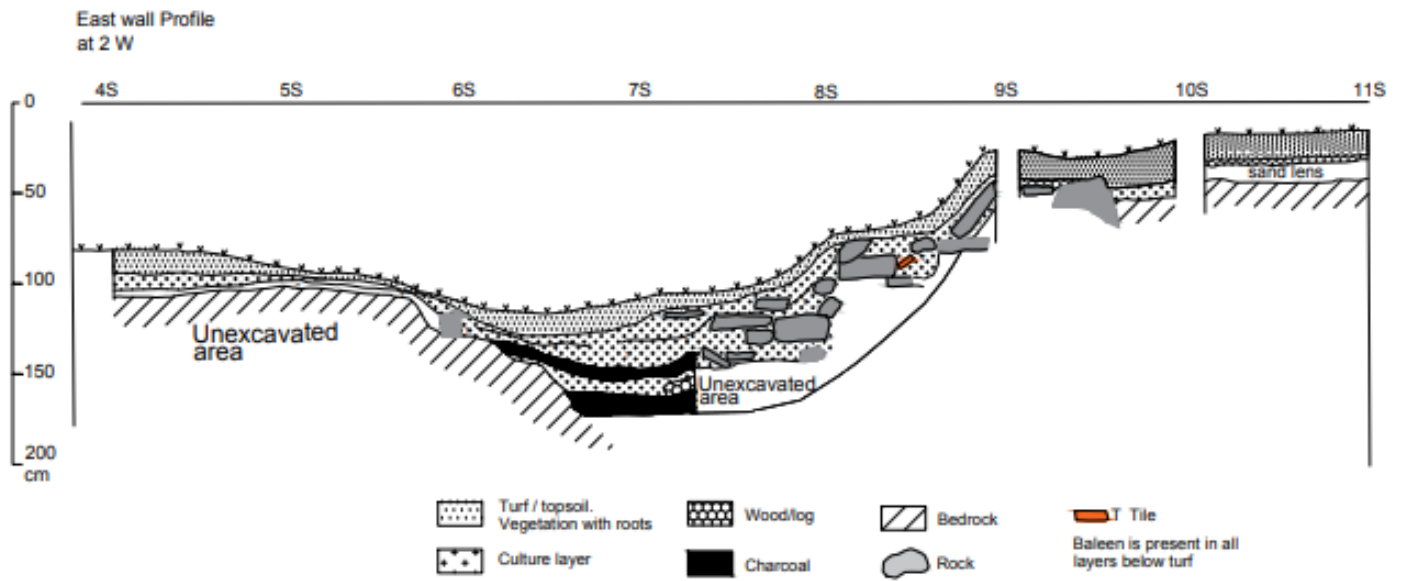 East wall Profile
at 2 W
4S 5S 6S 7S 8S 9S 10S 11S
0
50
100
150
200
cm
sand lens
Unexcavated
area
Unexcavated
area
Turf / topsoil.
Vegetation with roots
Wood/log
Bedrock
T Tile
Culture layer
Charcoal
Rock
Baleen is present in all
layers below turf